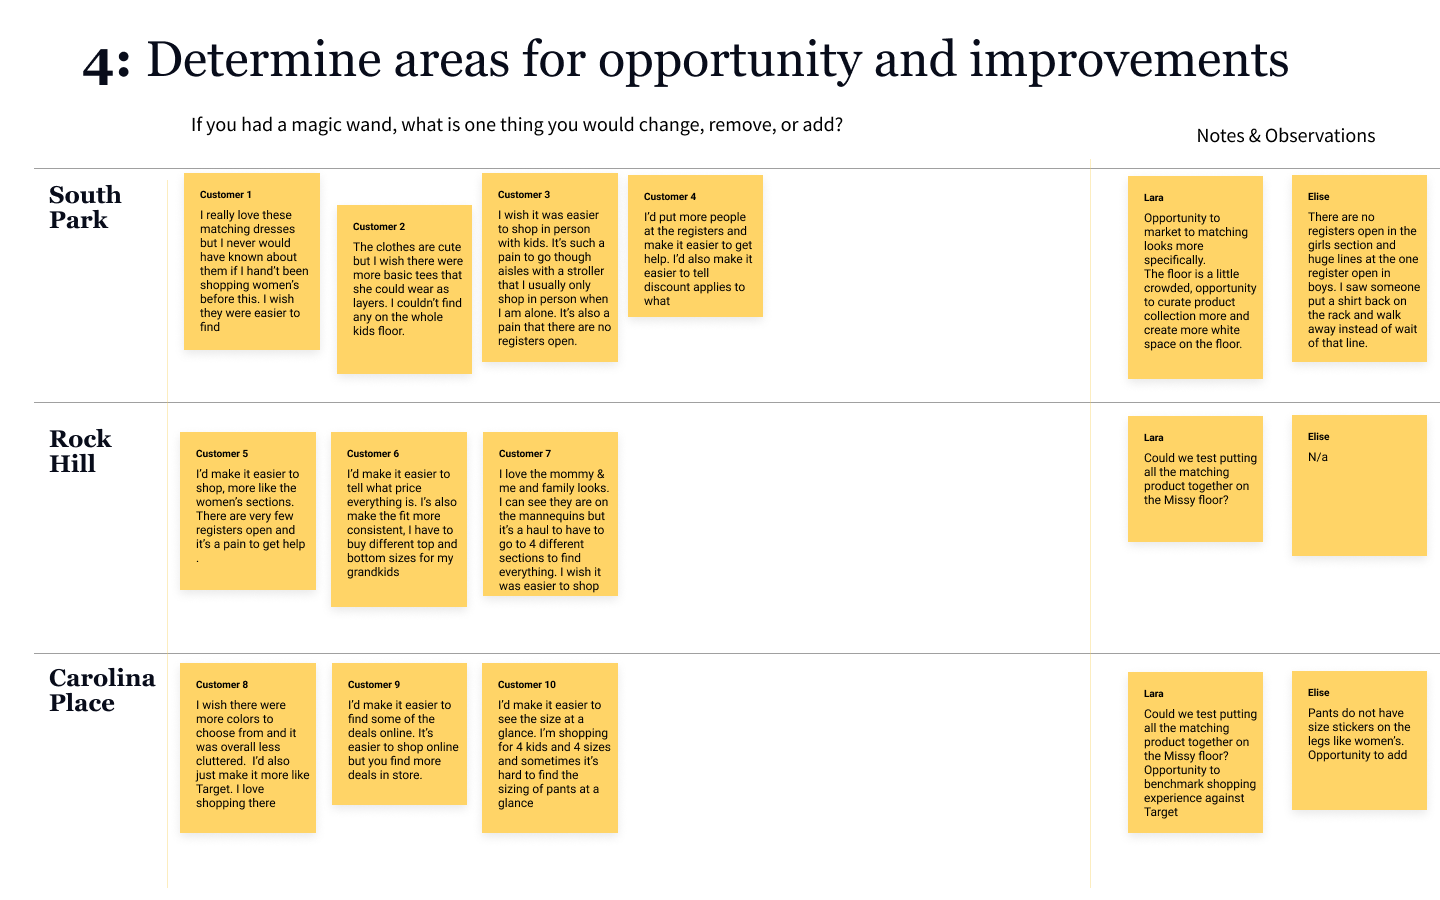 4: Determine areas for opportunity and improvements
If you had a magic wand, what is one thing you would change, remove, or add?
Notes & Observations
South
Park
Customer 1
I really love these
matching dresses
but I never would
have known about
them if I hand't been
shopping women's
before this. I wish
they were easier to
find
Customer 2
The clothes are cute
but I wish there were
more basic tees that
she could wear as
layers. I couldn't find
any on the whole
kids floor.
Customer 3
I wish it was easier
to shop in person
with kids. It's such a
pain to go though
aisles with a stroller
that I usually only
shop in person when
I am alone. It's also a
pain that there are no
registers open.
Customer 4
I'd put more people
at the registers and
make it easier to get
help. I'd also make it
easier to tell
discount applies to
what
Lara
Opportunity to
market to matching
looks more
specifically.
The floor is a little
crowded, opportunity
to curate product
collection more and
create more white
space on the floor.
Elise
There are no
registers open in the
girls section and
huge lines at the one
register open in
boys. I saw someone
put a shirt back on
the rack and walk
away instead of wait
of that line.
Rock
Hill
Customer 5
I'd make it easier to
shop, more like the
women's sections.
There are very few
registers open and
it's a pain to get help
.
Customer 6
I'd make it easier to
tell what price
everything is. I's also
make the fit more
consistent, I have to
buy different top and
bottom sizes for my
grandkids
Customer 7
I love the mommy &
me and family looks.
I can see they are on
the mannequins but
it's a haul to have to
go to 4 different
sections to find
everything. I wish it
was easier to shop
Lara
Could we test putting
all the matching
product together on
the Missy floor?
Elise
N/a
Carolina
Place
Customer 8
I wish there were
more colors to
choose from and it
was overall less
cluttered.  I'd also
just make it more like
Target. I love
shopping there
Customer 9
I'd make it easier to
find some of the
deals online. It's
easier to shop online
but you find more
deals in store.
Customer 10
I'd make it easier to
see the size at a
glance. I'm shopping
for 4 kids and 4 sizes
and sometimes it's
hard to find the
sizing of pants at a
glance
Lara
Could we test putting
all the matching
product together on
the Missy floor?
Opportunity to
benchmark shopping
experience against
Target
Elise
Pants do not have
size stickers on the
legs like women's.
Opportunity to add